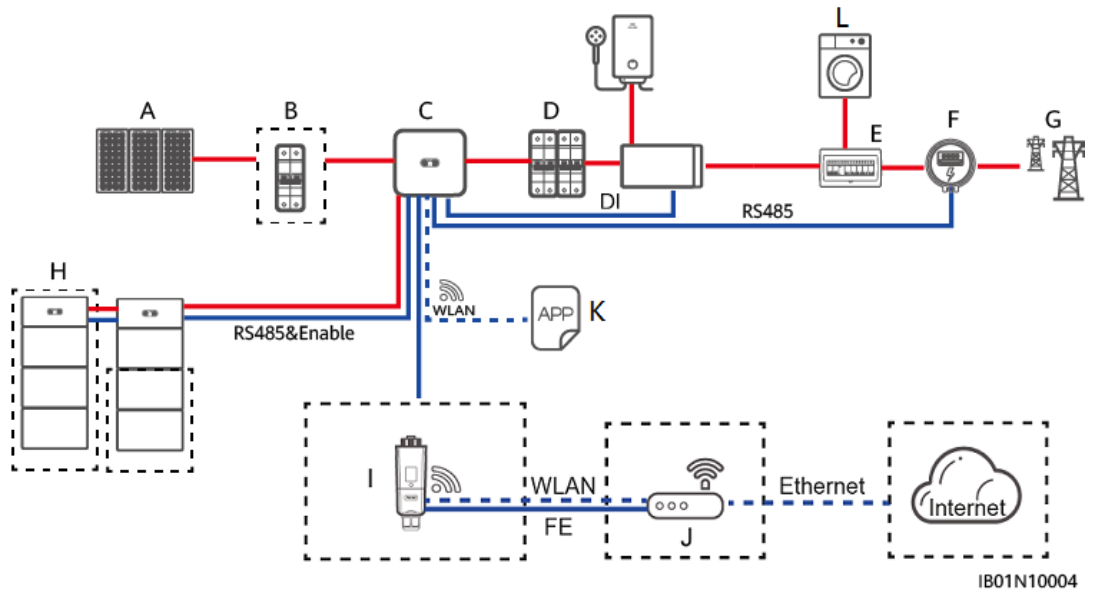 L
A
B
C
D
E
F
G
DI
RS485
H
WLAN
APP
K
RS485&Enable
I
WLAN
FE
J
Ethernet
Internet
IB01N10004